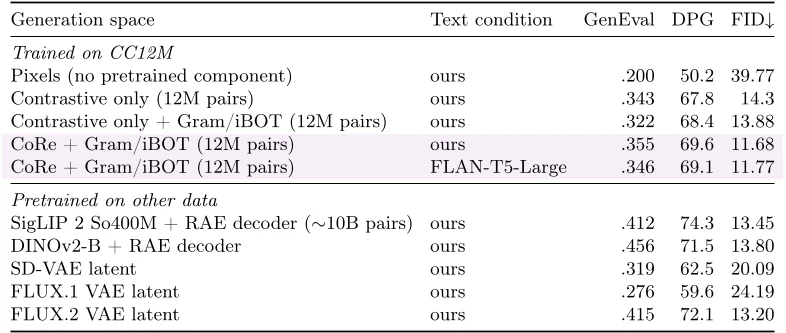 Generation space Text condition GenEval DPG FID↓
Trained on CC12M
Pixels (no pretrained component) ours .200 50.2 39.77
Contrastive only (12M pairs) ours .343 67.8 14.3
Contrastive only + Gram/iBOT (12M pairs) ours .322 68.4 13.88
CoRe + Gram/iBOT (12M pairs) ours .355 69.6 11.68
CoRe + Gram/iBOT (12M pairs) FLAN-T5-Large .346 69.1 11.77
Pretrained on other data
SigLIP 2 So400M + RAE decoder (∼10B pairs) ours .412 74.3 13.45
DINOv2-B + RAE decoder ours .456 71.5 13.80
SD-VAE latent ours .319 62.5 20.09
FLUX.1 VAE latent ours .276 59.6 24.19
FLUX.2 VAE latent ours .415 72.1 13.20